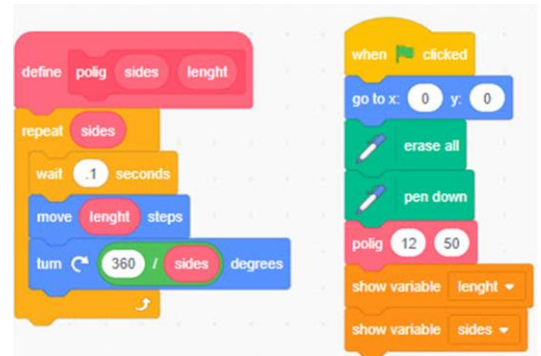 define polig sides lenght
repeat sides
wait .1 seconds
move lenght steps
turn 360 / sides degrees
when clicked
go to x: 0 y: 0
erase all
pen down
polig 12 50
show variable lenght
show variable sides